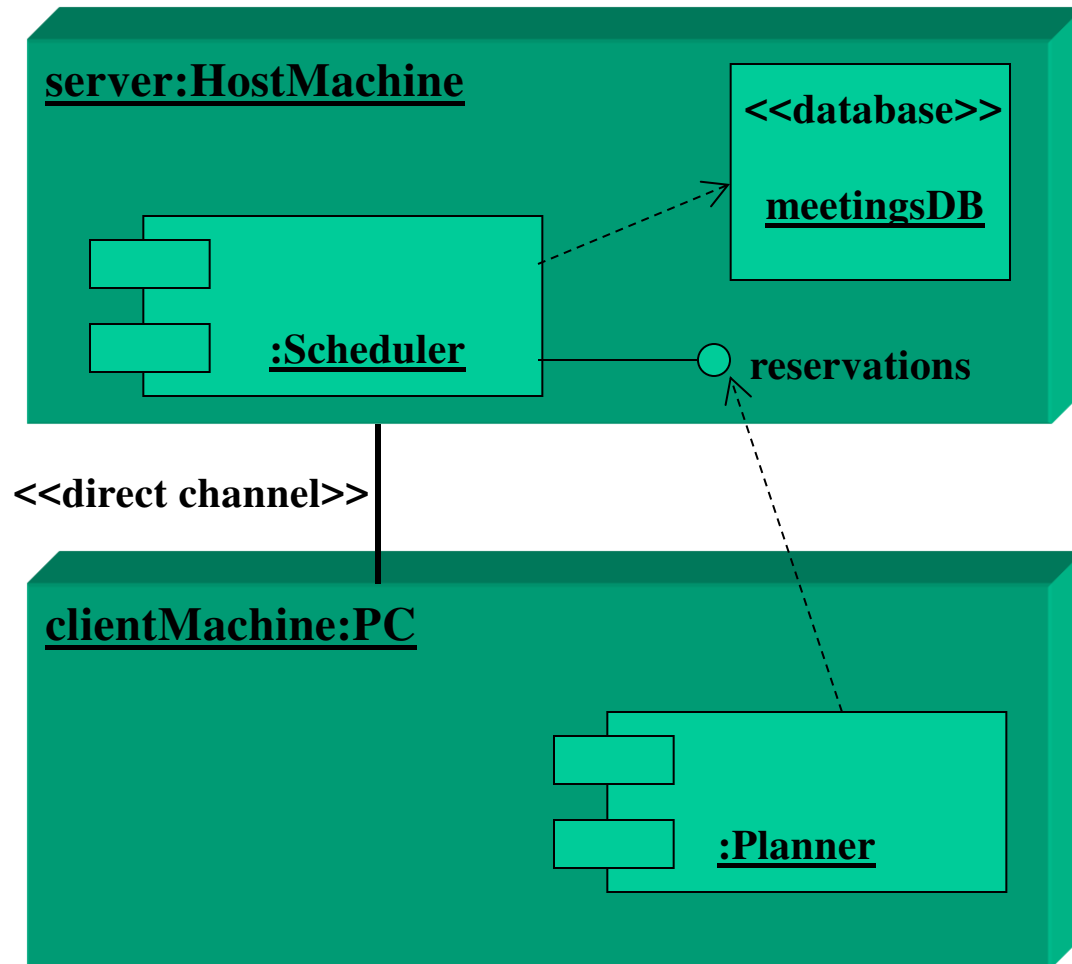 server:HostMachine
<<database>>
meetingsDB
:Scheduler
reservations
<<direct channel>>
clientMachine:PC
:Planner